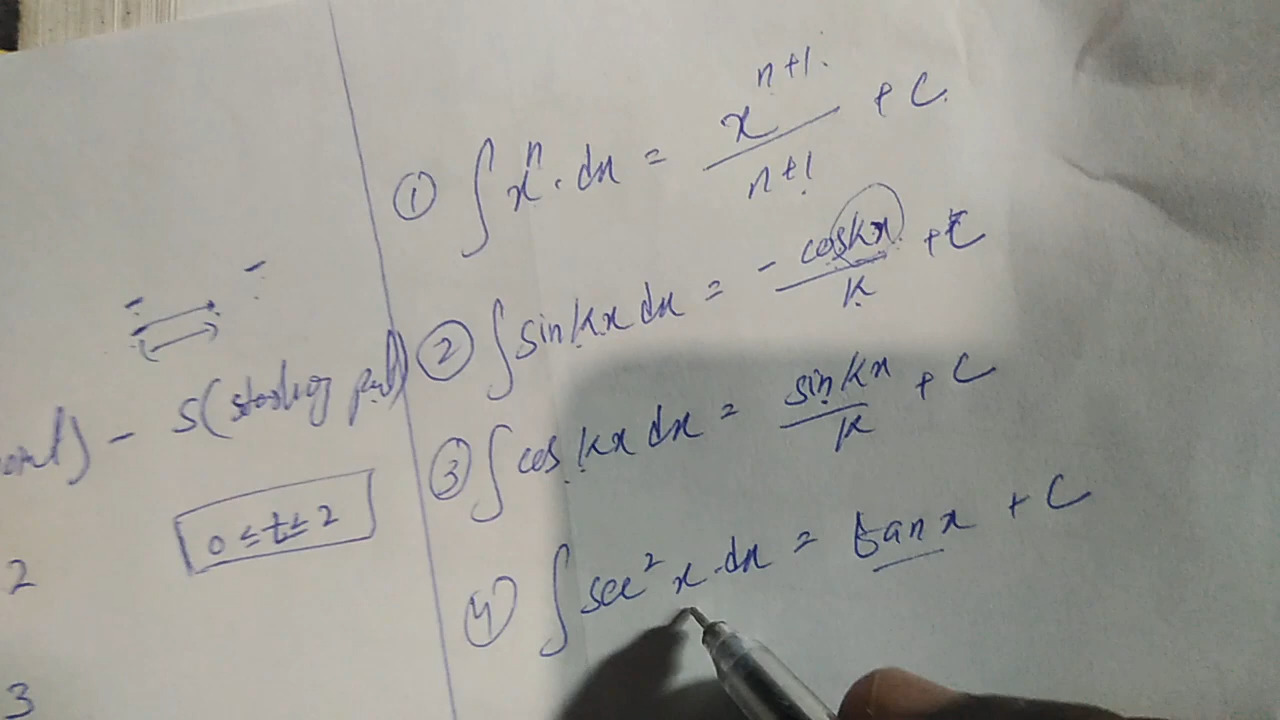 ① ∫ xⁿ · dx = xⁿ⁺¹ / n+1 + C
② ∫ sin kx dx = - cos kx / k + C
③ ∫ cos kx dx = sin kx / k + C
④ ∫ sec² x · dx = tan x + C
- S(
0 ≤ t ≤ 2
2
3